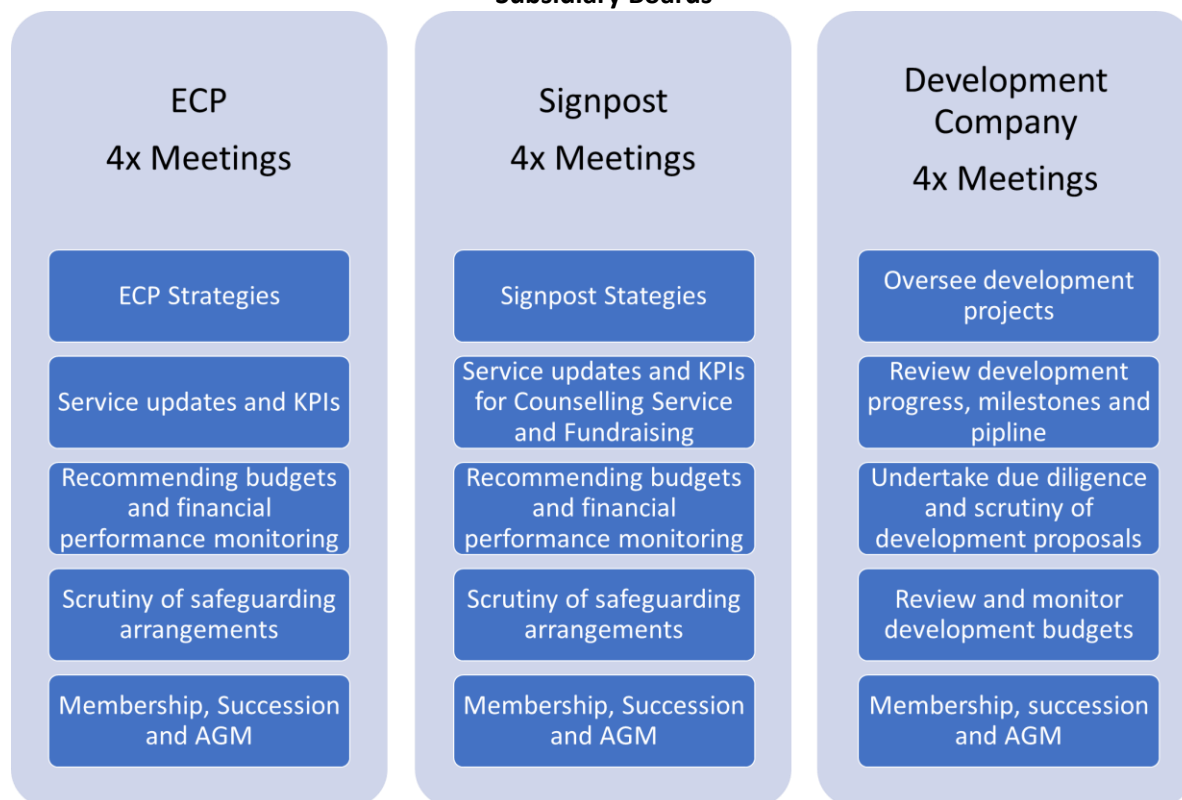 Subsidiary Boards
ECP
4x Meetings
ECP Strategies
Service updates and KPIs
Recommending budgets
and financial
performance monitoring
Scrutiny of safeguarding
arrangements
Membership, Succession
and AGM
Signpost
4x Meetings
Signpost Stategies
Service updates and KPIs
for Counselling Service
and Fundraising
Recommending budgets
and financial
performance monitoring
Scrutiny of safeguarding
arrangements
Membership, Succession
and AGM
Development
Company
4x Meetings
Oversee development
projects
Review development
progress, milestones and
pipline
Undertake due diligence
and scrutiny of
development proposals
Review and monitor
development budgets
Membership, succession
and AGM